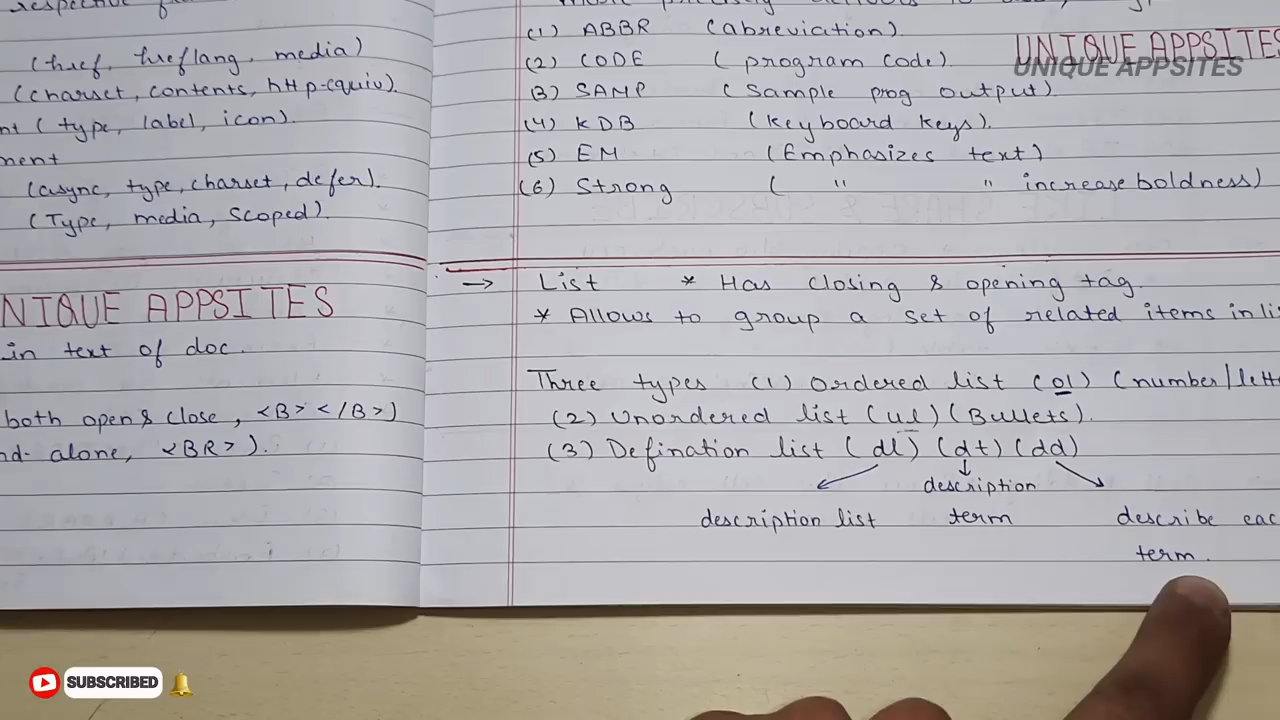 respective
(href, hreflang, media)
(charset, contents, http-equiv).
nt (type, label, icon).
ment
(async, type, charset, defer).
(Type, media, Scoped).
NIQUE APPSITES
in text of doc.
both open & close, <B> </B>]
nd- alone, <BR>).
(1) ABBR (abreviation).
UNIQUE APPSITES
UNIQUE APPSITES
(2) CODE (program code).
(3) SAMP (Sample prog output)
(4) KDB (keyboard keys).
(5) EM (Emphasizes text)
(6) Strong ( " " increase boldness)
→ List * Has closing & opening tag.
* Allows to group a set of related items in li
Three types (1) Ordered list (ol) (number/lette
(2) Unordered list (ul) (Bullets).
(3) Defination list (dl) (dt) (dd)
description
description list term describe eac
term.
SUBSCRIBED